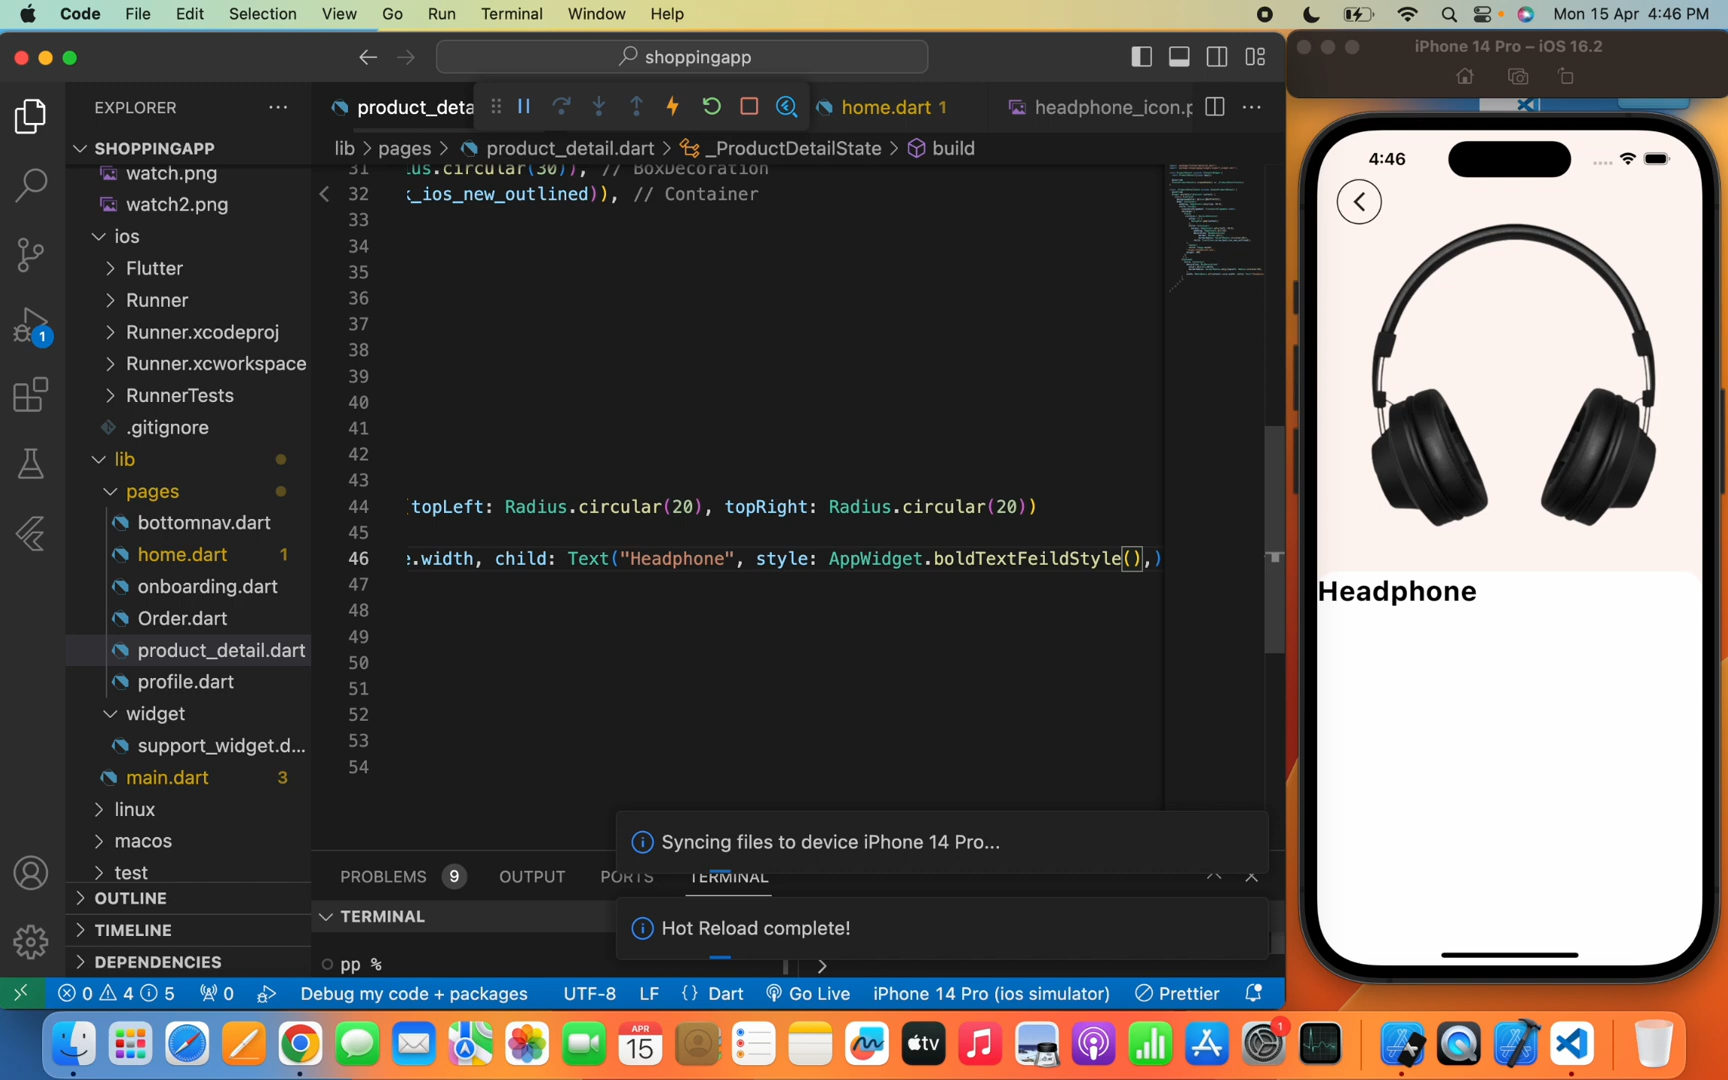 Code File Edit Selection View Go Run Terminal Window Help Mon 15 Apr 4:46 PM
shoppingapp
iPhone 14 Pro – iOS 16.2
EXPLORER
product_deta
home.dart 1
headphone_icon.p
SHOPPINGAPP
lib > pages > product_detail.dart > _ProductDetailState > build
watch.png
watch2.png
ios
Flutter
Runner
Runner.xcodeproj
Runner.xcworkspace
RunnerTests
.gitignore
lib
pages
bottomnav.dart
home.dart 1
onboarding.dart
Order.dart
product_detail.dart
profile.dart
widget
support_widget.d...
main.dart 3
linux
macos
test
OUTLINE
TIMELINE
DEPENDENCIES
1
31 us.circular(30)), // BoxDecoration
32 _ios_new_outlined)), // Container
33
34
35
36
37
38
39
40
41
42
43
44 (topLeft: Radius.circular(20), topRight: Radius.circular(20))
45
46 e.width, child: Text("Headphone", style: AppWidget.boldTextFeildStyle(),)
47
48
49
50
51
52
53
54
Syncing files to device iPhone 14 Pro...
PROBLEMS 9 OUTPUT PORTS TERMINAL
TERMINAL
Hot Reload complete!
pp %
>
0 4 5 0 Debug my code + packages UTF-8 LF {} Dart Go Live iPhone 14 Pro (ios simulator) Prettier
4:46
Headphone
APR
15
tv
1